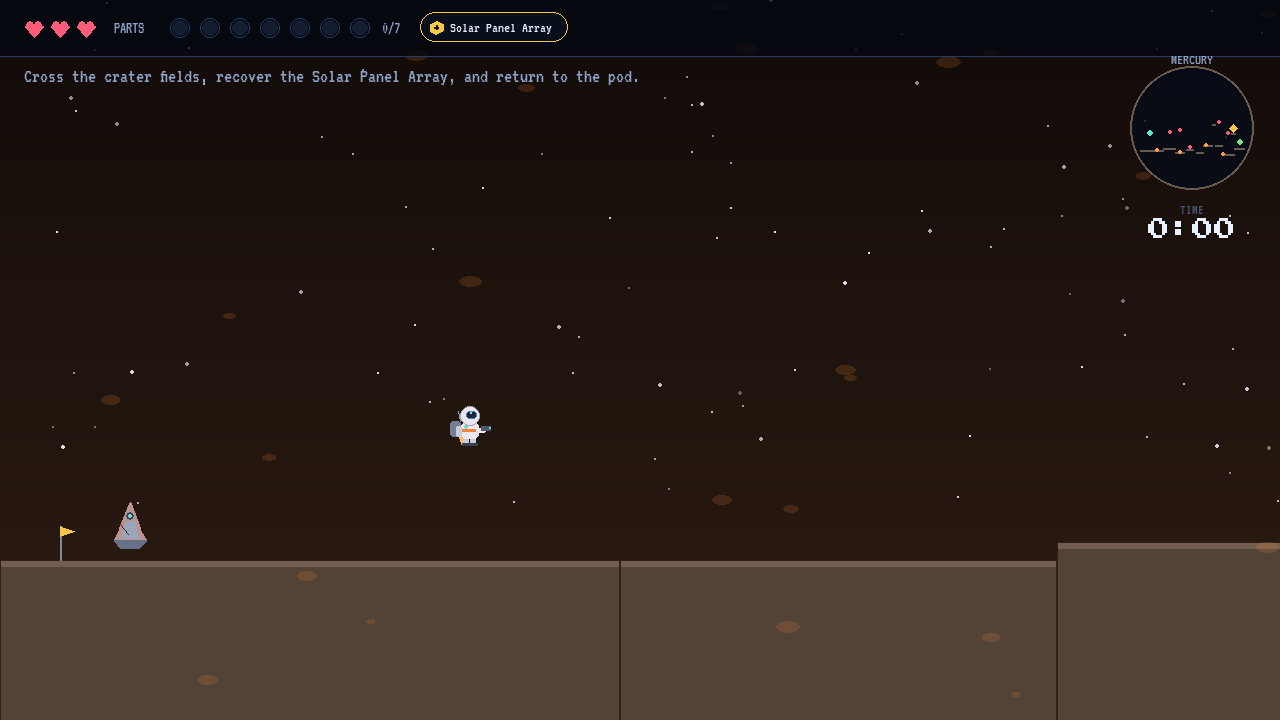 PARTS 0/7 Solar Panel Array
Cross the crater fields, recover the Solar Panel Array, and return to the pod.
MERCURY
TIME
0:00